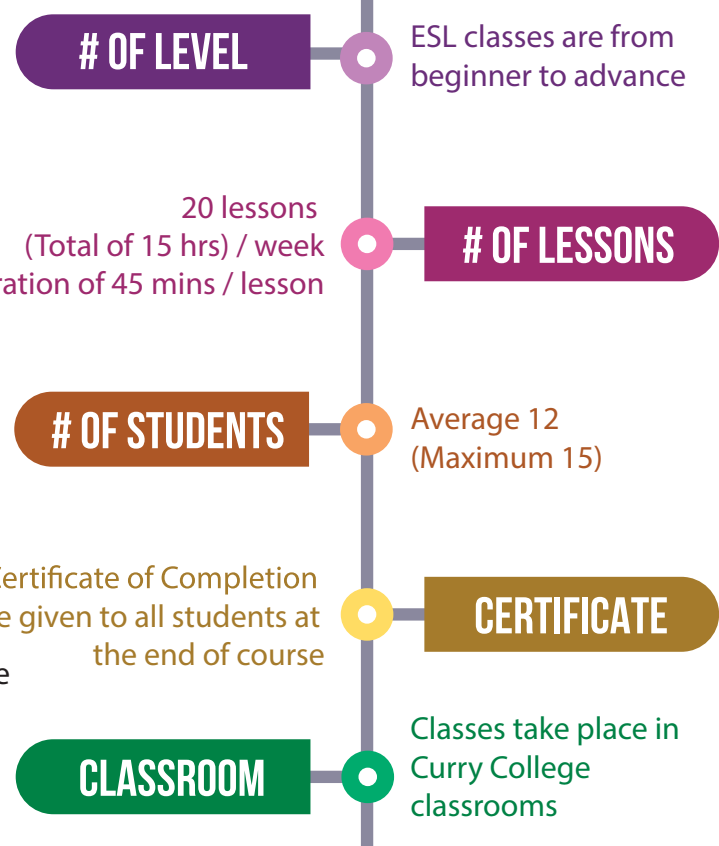 # OF LEVEL
ESL classes are from
beginner to advance
20 lessons
(Total of 15 hrs) / week
of 45 mins / lesson
# OF LESSONS
# OF STUDENTS
Average 12
(Maximum 15)
Certificate of Completion
given to all students at
the end of course
CERTIFICATE
CLASSROOM
Classes take place in
Curry College
classrooms